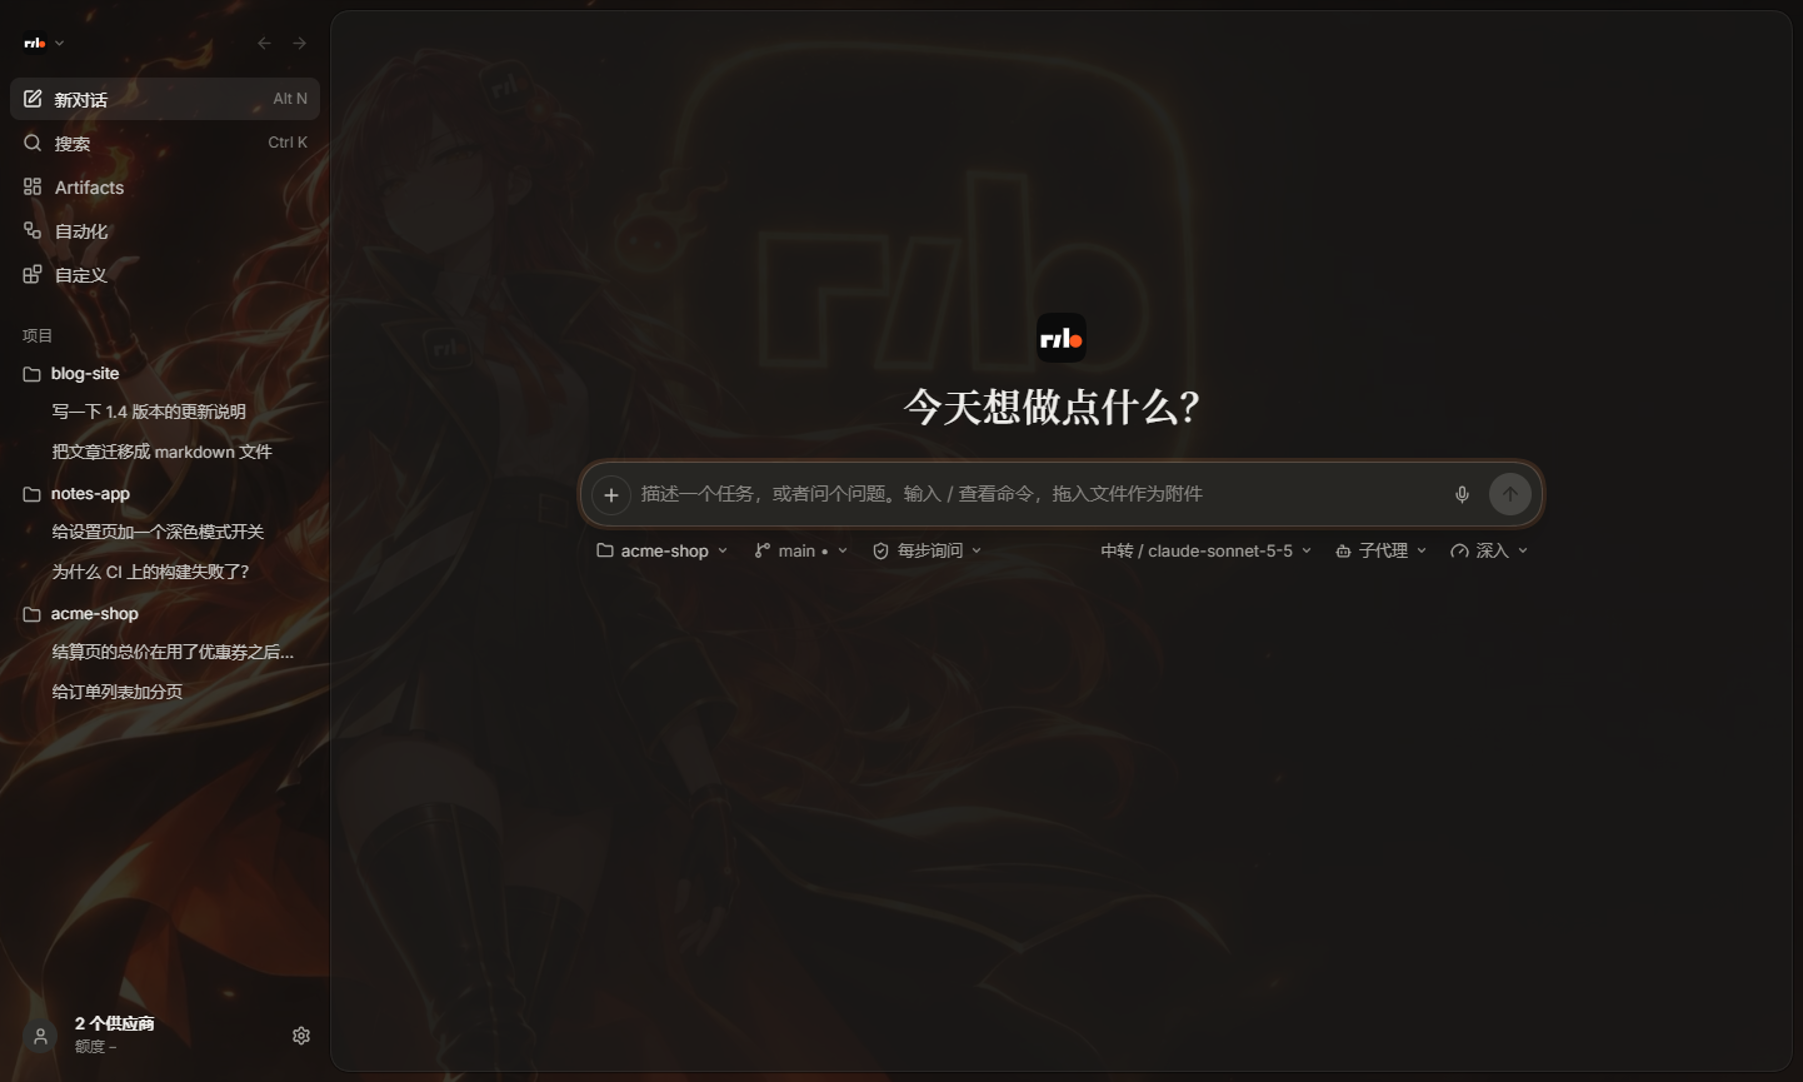 rılo
新对话
Alt N
搜索
Ctrl K
Artifacts
自动化
自定义
项目
blog-site
写一下 1.4 版本的更新说明
把文章迁移成 markdown 文件
notes-app
给设置页加一个深色模式开关
为什么 CI 上的构建失败了?
acme-shop
结算页的总价在用了优惠券之后...
给订单列表加分页
2 个供应商
额度 –
今天想做点什么?
描述一个任务，或者问个问题。输入 / 查看命令，拖入文件作为附件
acme-shop
main •
每步询问
中转 / claude-sonnet-5-5
子代理
深入